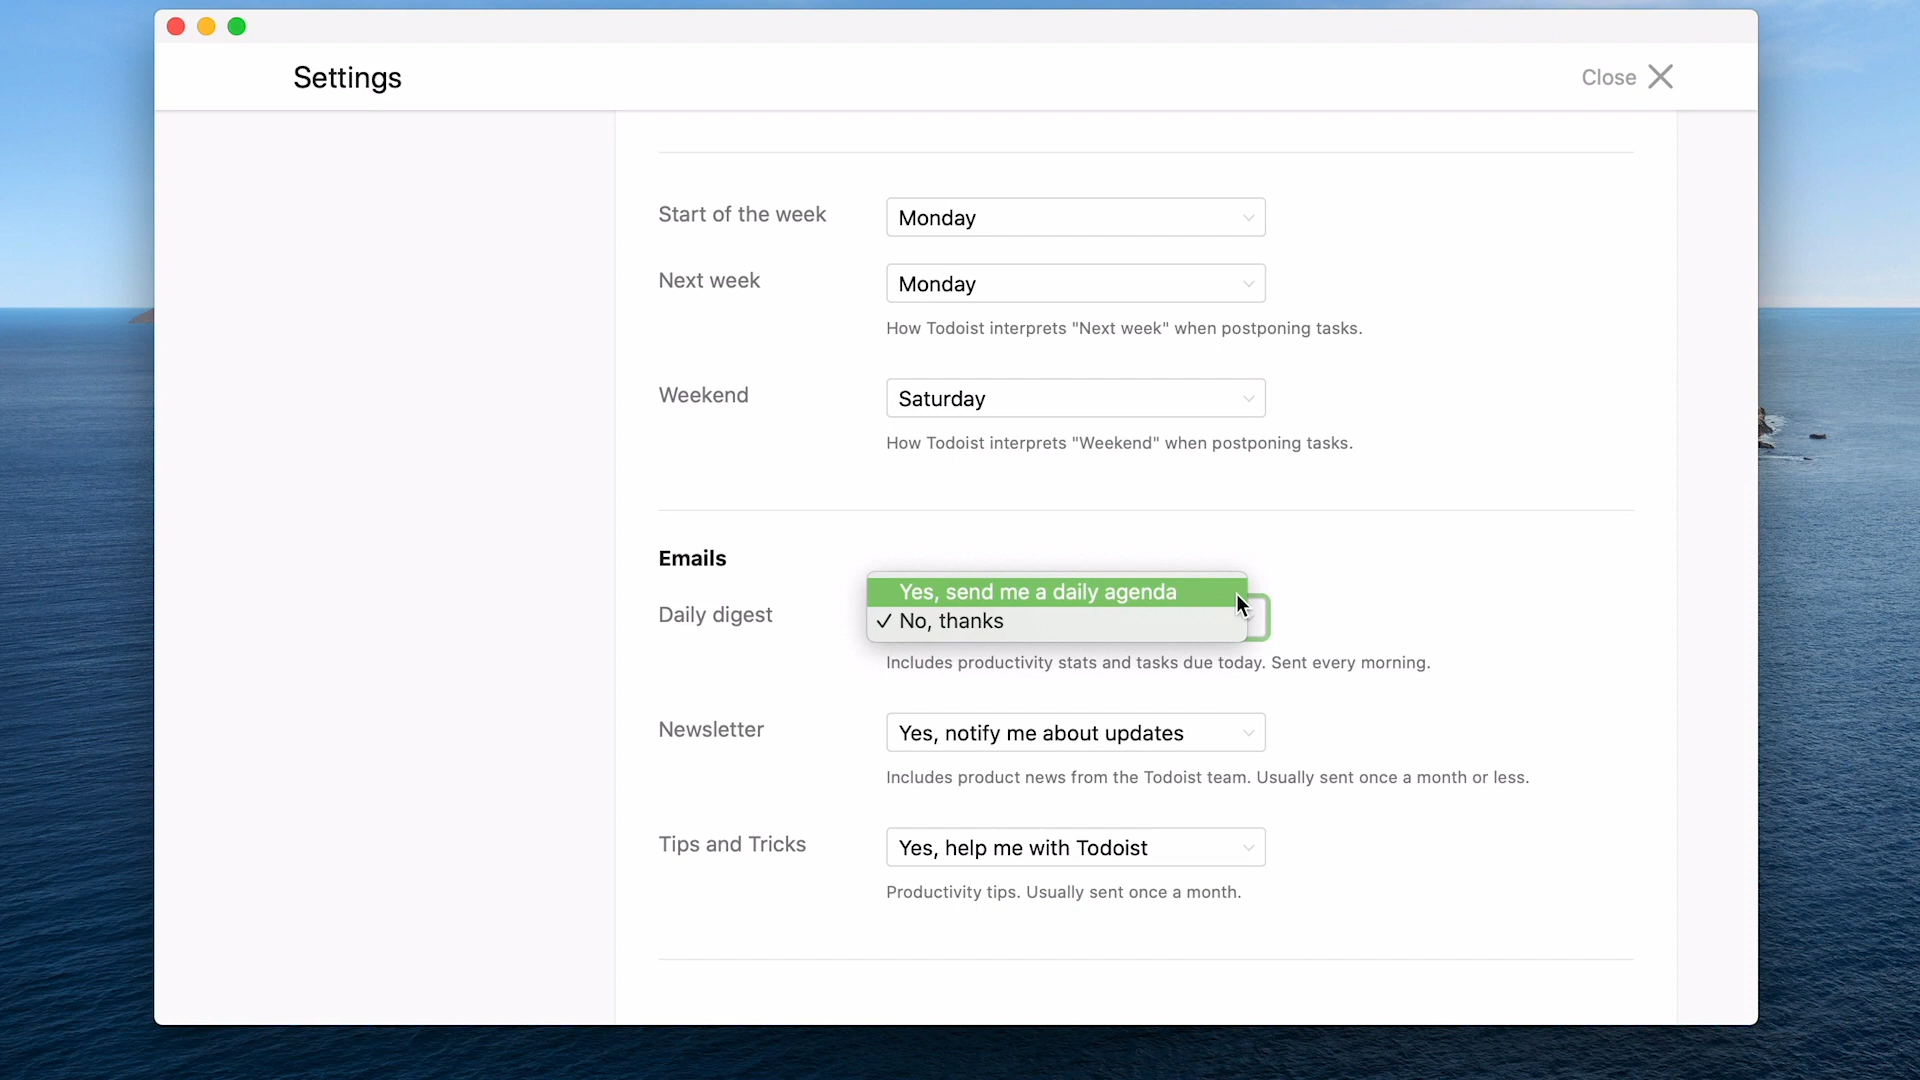 Settings
Close
Start of the week
Monday
Next week
Monday
How Todoist interprets "Next week" when postponing tasks.
Weekend
Saturday
How Todoist interprets "Weekend" when postponing tasks.
Emails
Daily digest
Yes, send me a daily agenda
✓ No, thanks
Includes productivity stats and tasks due today. Sent every morning.
Newsletter
Yes, notify me about updates
Includes product news from the Todoist team. Usually sent once a month or less.
Tips and Tricks
Yes, help me with Todoist
Productivity tips. Usually sent once a month.